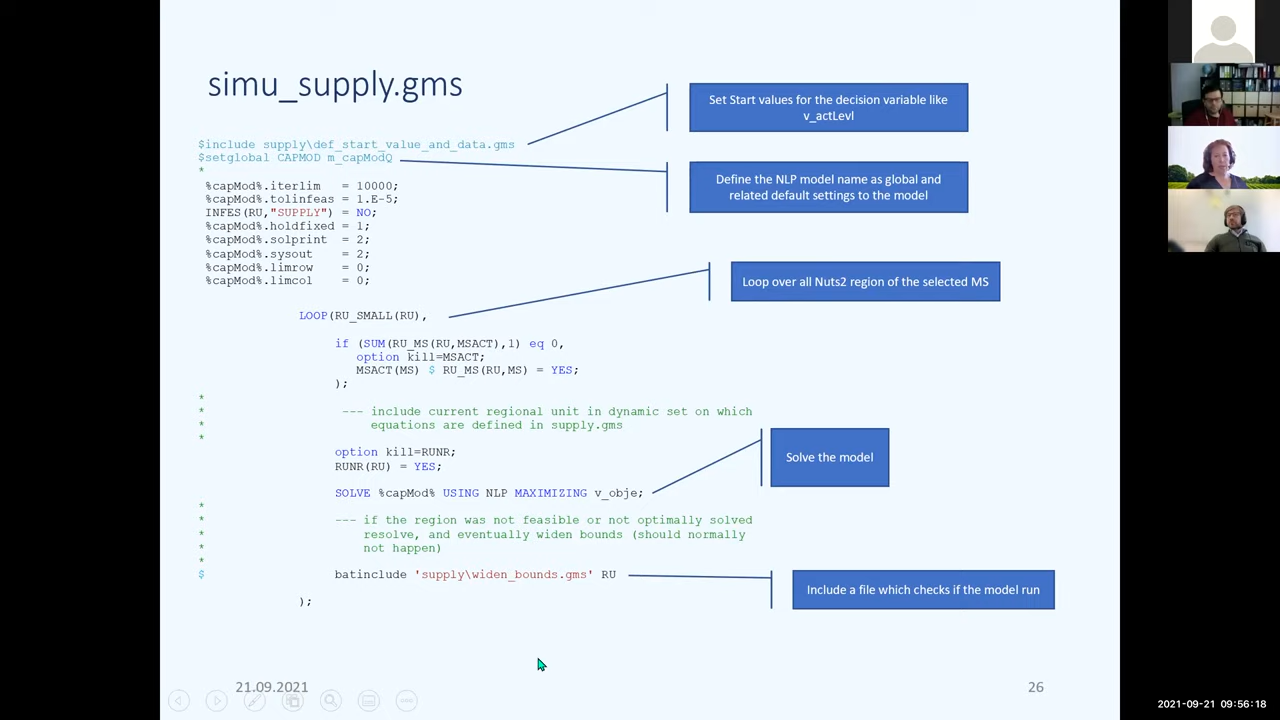 simu_supply.gms
Set Start values for the decision variable like
v_actLevl
$include supply\def_start_value_and_data.gms
$setglobal CAPMOD m_capModQ
*
Define the NLP model name as global and
related default settings to the model
%capMod%.iterlim = 10000;
%capMod%.tolinfeas = 1.E-5;
INFES(RU,"SUPPLY") = NO;
%capMod%.holdfixed = 1;
%capMod%.solprint = 2;
%capMod%.sysout = 2;
%capMod%.limrow = 0;
%capMod%.limcol = 0;
Loop over all Nuts2 region of the selected MS
LOOP(RU_SMALL(RU),
if (SUM(RU_MS(RU,MSACT),1) eq 0,
option kill=MSACT;
MSACT(MS) $ RU_MS(RU,MS) = YES;
);
*
* --- include current regional unit in dynamic set on which
* equations are defined in supply.gms
*
option kill=RUNR;
RUNR(RU) = YES;
Solve the model
SOLVE %capMod% USING NLP MAXIMIZING v_obje;
*
* --- if the region was not feasible or not optimally solved
* resolve, and eventually widen bounds (should normally
* not happen)
*
$ batinclude 'supply\widen_bounds.gms' RU
Include a file which checks if the model run
);
21.09.2021
26
2021-09-21 09:56:18